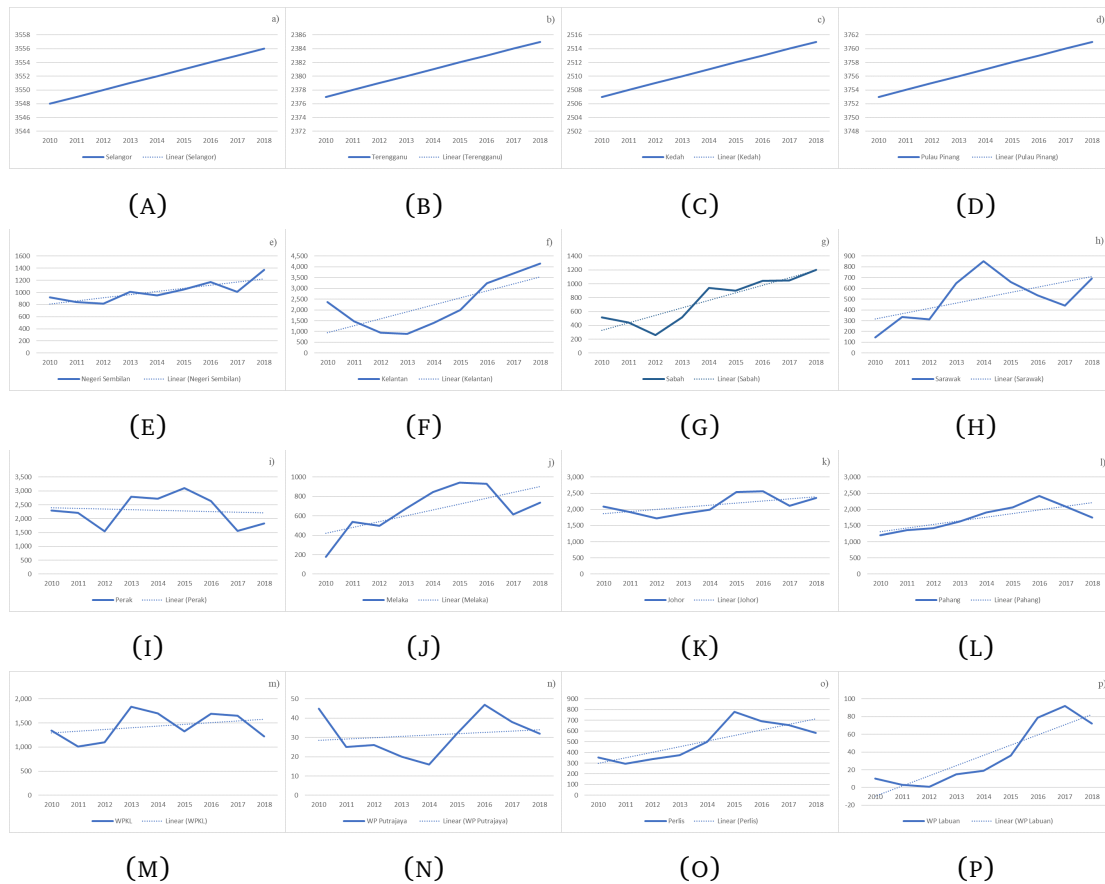 a)
3558
3556
3554
3552
3550
3548
3546
3544
2010 2011 2012 2013 2014 2015 2016 2017 2018
Selangor Linear (Selangor)
(A)
b)
2386
2384
2382
2380
2378
2376
2374
2372
2010 2011 2012 2013 2014 2015 2016 2017 2018
Terengganu Linear (Terengganu)
(B)
c)
2516
2514
2512
2510
2508
2506
2504
2502
2010 2011 2012 2013 2014 2015 2016 2017 2018
Kedah Linear (Kedah)
(C)
d)
3762
3760
3758
3756
3754
3752
3750
3748
2010 2011 2012 2013 2014 2015 2016 2017 2018
Pulau Pinang Linear (Pulau Pinang)
(D)
e)
1600
1400
1200
1000
800
600
400
200
0
2010 2011 2012 2013 2014 2015 2016 2017 2018
Negeri Sembilan Linear (Negeri Sembilan)
(E)
f)
4,500
4,000
3,500
3,000
2,500
2,000
1,500
1,000
500
0
2010 2011 2012 2013 2014 2015 2016 2017 2018
Kelantan Linear (Kelantan)
(F)
g)
1400
1200
1000
800
600
400
200
0
2010 2011 2012 2013 2014 2015 2016 2017 2018
Sabah Linear (Sabah)
(G)
h)
900
800
700
600
500
400
300
200
100
0
2010 2011 2012 2013 2014 2015 2016 2017 2018
Sarawak Linear (Sarawak)
(H)
i)
3,500
3,000
2,500
2,000
1,500
1,000
500
0
2010 2011 2012 2013 2014 2015 2016 2017 2018
Perak Linear (Perak)
(I)
j)
1000
800
600
400
200
0
2010 2011 2012 2013 2014 2015 2016 2017 2018
Melaka Linear (Melaka)
(J)
k)
3,000
2,500
2,000
1,500
1,000
500
0
2010 2011 2012 2013 2014 2015 2016 2017 2018
Johor Linear (Johor)
(K)
l)
3,000
2,500
2,000
1,500
1,000
500
0
2010 2011 2012 2013 2014 2015 2016 2017 2018
Pahang Linear (Pahang)
(L)
m)
2,000
1,500
1,000
500
0
2010 2011 2012 2013 2014 2015 2016 2017 2018
WPKL Linear (WPKL)
(M)
n)
50
40
30
20
10
0
2010 2011 2012 2013 2014 2015 2016 2017 2018
WP Putrajaya Linear (WP Putrajaya)
(N)
o)
900
800
700
600
500
400
300
200
100
0
2010 2011 2012 2013 2014 2015 2016 2017 2018
Perlis Linear (Perlis)
(O)
p)
100
80
60
40
20
0
-20
2010 2011 2012 2013 2014 2015 2016 2017 2018
WP Labuan Linear (WP Labuan)
(P)